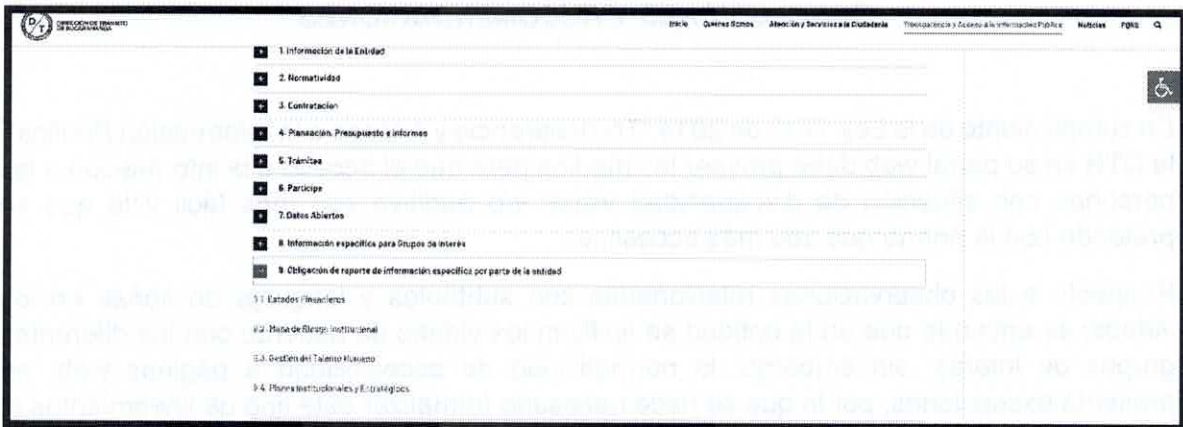 DIRECCIÓN DE TRÁNSITO
DE BUCARAMANGA
Inicio Quiénes Somos Atención y Servicios a la Ciudadanía Transparencia y Acceso a la Información Pública Noticias PQRS
1. Información de la Entidad
2. Normatividad
3. Contratación
4. Planeación, Presupuesto e Informes
5. Trámites
6. Participe
7. Datos Abiertos
8. Información específica para Grupos de Interés
9. Obligación de reporte de información específica por parte de la entidad
9.1 Estados Financieros
9.2. Mapa de Riesgo Institucional
9.3. Gestión del Talento Humano
9.4. Planes Institucionales y Estratégicos